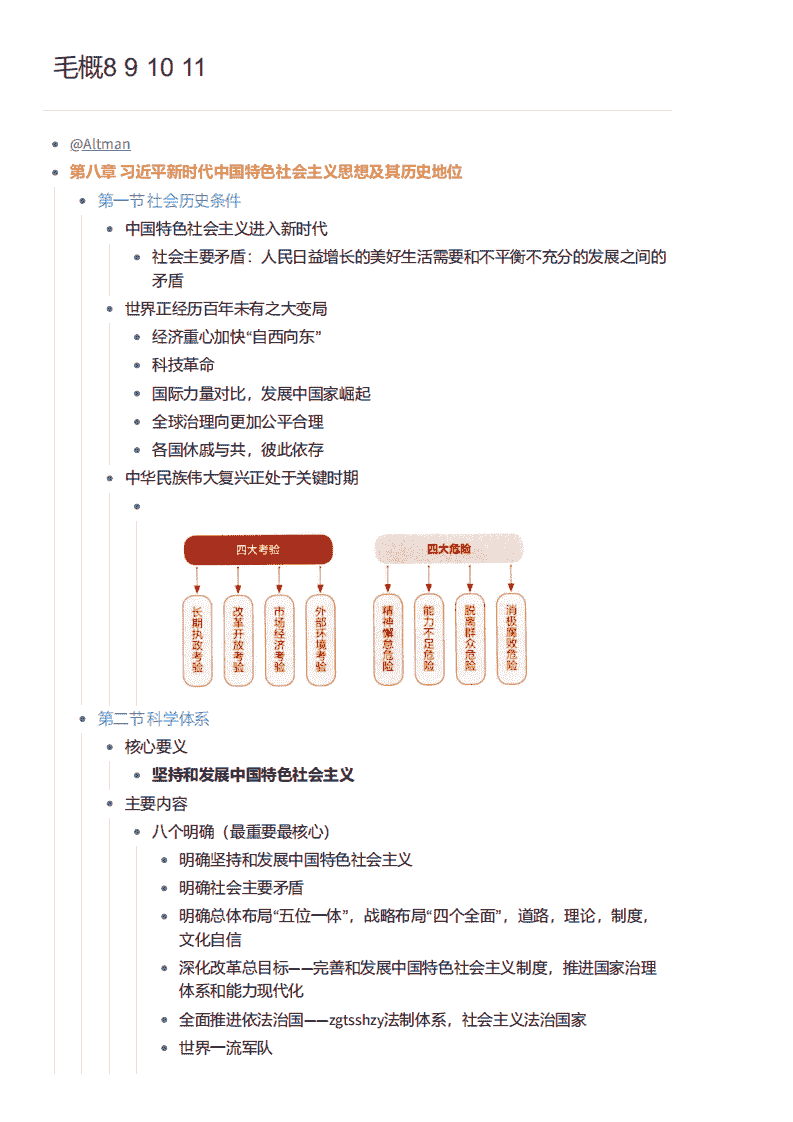 毛概8 9 10 11
@Altman
第八章 习近平新时代中国特色社会主义思想及其历史地位
第一节 社会历史条件
中国特色社会主义进入新时代
社会主要矛盾：人民日益增长的美好生活需要和不平衡不充分的发展之间的
矛盾
世界正经历百年未有之大变局
经济重心加快“自西向东”
科技革命
国际力量对比，发展中国家崛起
全球治理向更加公平合理
各国休戚与共，彼此依存
中华民族伟大复兴正处于关键时期
四大考验
长期执政考验
改革开放考验
市场经济考验
外部环境考验
四大危险
精神懈怠危险
能力不足危险
脱离群众危险
消极腐败危险
第二节 科学体系
核心要义
坚持和发展中国特色社会主义
主要内容
八个明确（最重要最核心）
明确坚持和发展中国特色社会主义
明确社会主要矛盾
明确总体布局“五位一体”，战略布局“四个全面”，道路，理论，制度，
文化自信
深化改革总目标——完善和发展中国特色社会主义制度，推进国家治理
体系和能力现代化
全面推进依法治国——zgtsshzy法制体系，社会主义法治国家
世界一流军队